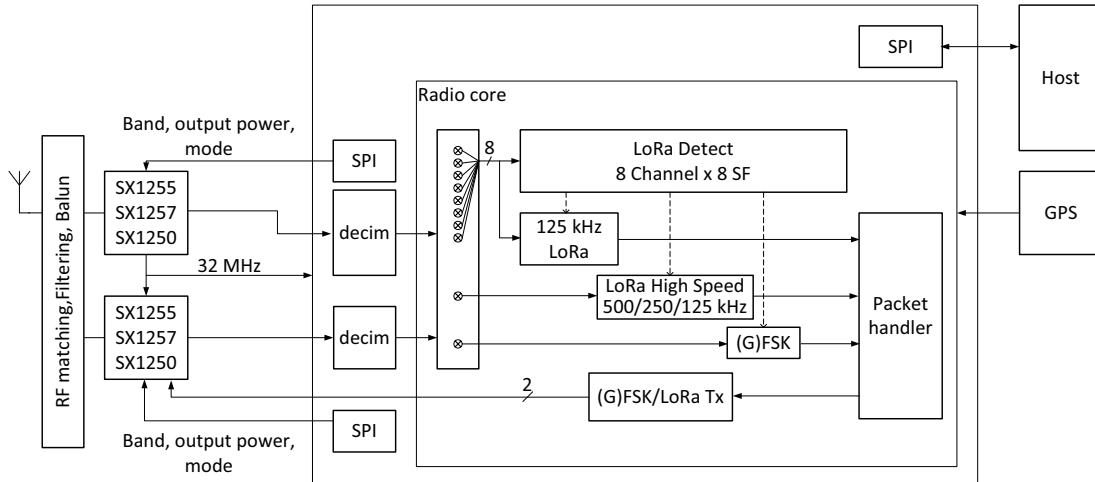 SPI
Host
Radio core
Band, output power,
mode
SPI
8
LoRa Detect
8 Channel x 8 SF
RF matching,Filtering, Balun
SX1255
SX1257
SX1250
decim
125 kHz
LoRa
GPS
32 MHz
SX1255
SX1257
SX1250
decim
LoRa High Speed
500/250/125 kHz
(G)FSK
Packet
handler
2
(G)FSK/LoRa Tx
SPI
Band, output power,
mode